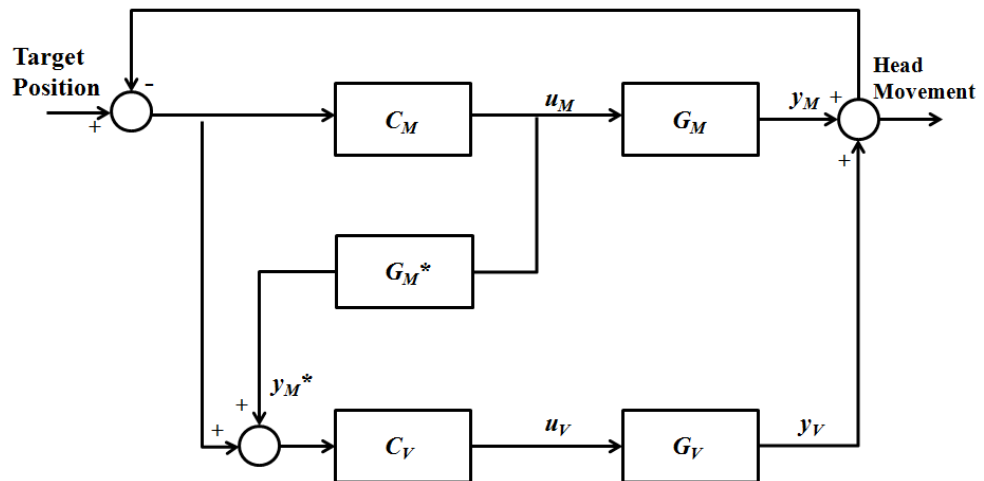 Target
Position
-
+
C_M
u_M
G_M
y_M +
Head
Movement
+
G_M*
y_M*
+
+
C_V
u_V
G_V
y_V